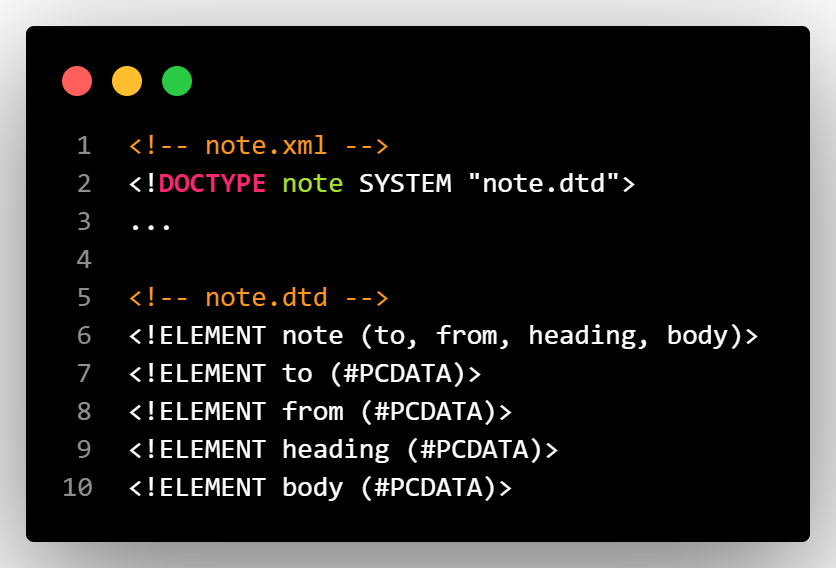 1 <!-- note.xml -->
2 <!DOCTYPE note SYSTEM "note.dtd">
3 ...
4
5 <!-- note.dtd -->
6 <!ELEMENT note (to, from, heading, body)>
7 <!ELEMENT to (#PCDATA)>
8 <!ELEMENT from (#PCDATA)>
9 <!ELEMENT heading (#PCDATA)>
10 <!ELEMENT body (#PCDATA)>